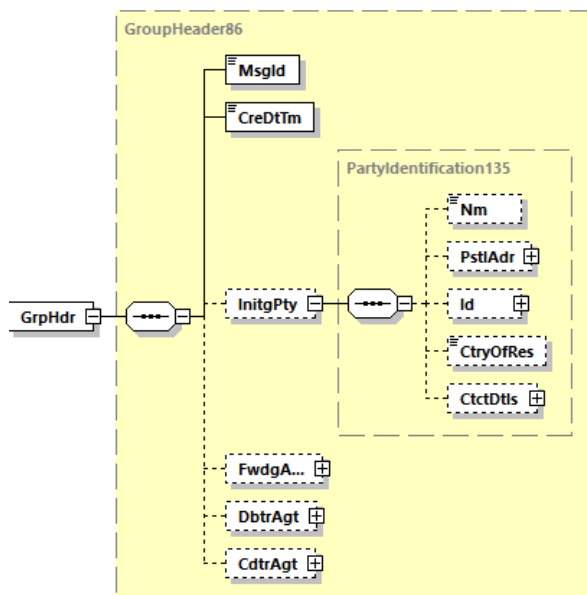 GroupHeader86
MsgId
CreDtTm
PartyIdentification135
Nm
PstlAdr
GrpHdr
InitgPty
Id
CtryOfRes
CtctDtls
FwdgA...
DbtrAgt
CdtrAgt